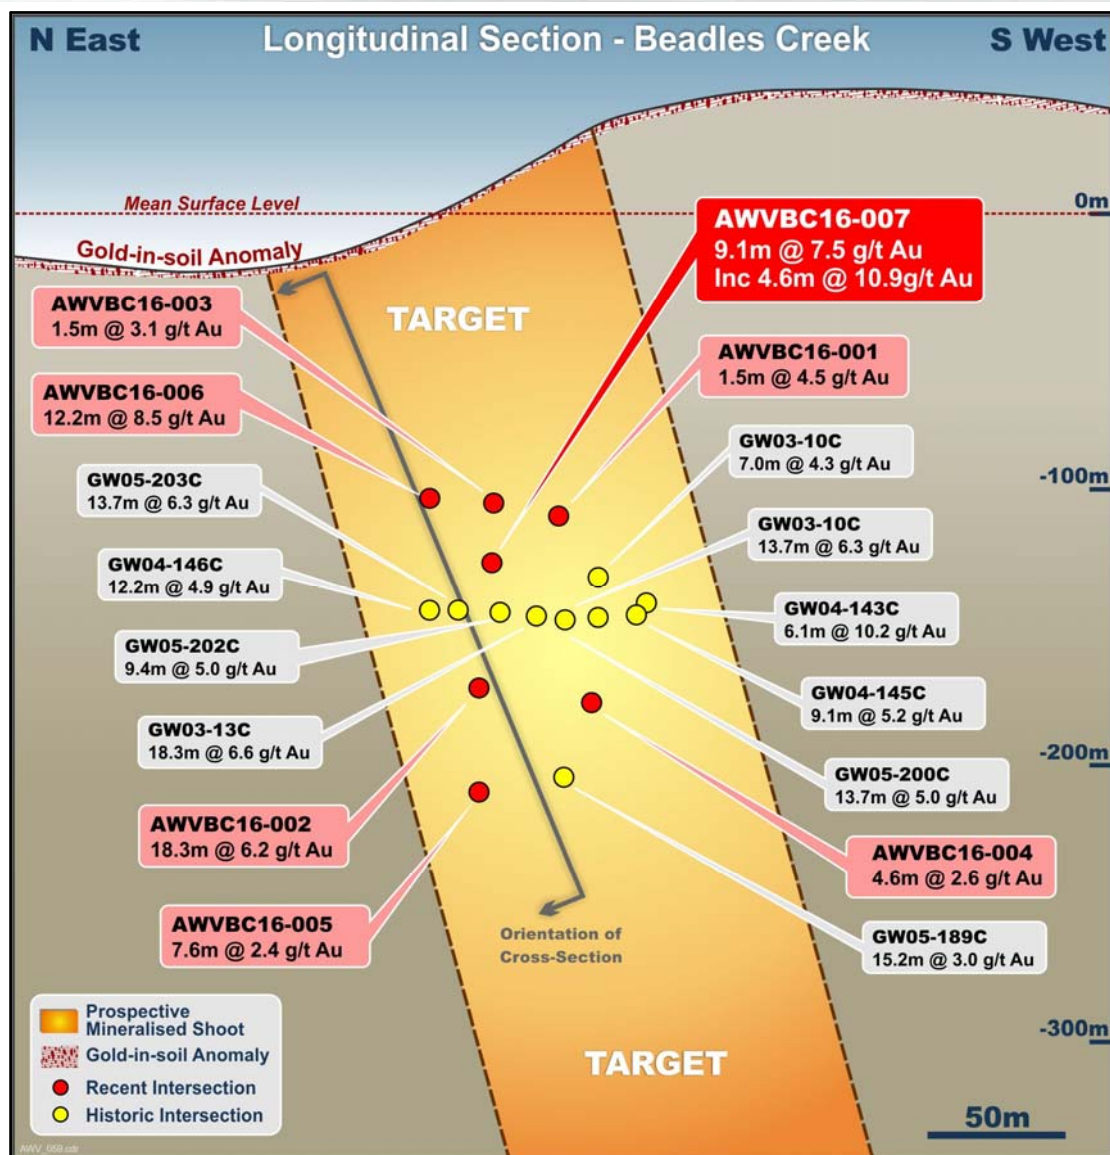 N East
Longitudinal Section - Beadles Creek
S West
Mean Surface Level
0m
Gold-in-soil Anomaly
AWVBC16-007
9.1m @ 7.5 g/t Au
Inc 4.6m @ 10.9g/t Au
AWVBC16-003
1.5m @ 3.1 g/t Au
TARGET
AWVBC16-001
1.5m @ 4.5 g/t Au
AWVBC16-006
12.2m @ 8.5 g/t Au
GW03-10C
7.0m @ 4.3 g/t Au
GW05-203C
13.7m @ 6.3 g/t Au
-100m
GW03-10C
13.7m @ 6.3 g/t Au
GW04-146C
12.2m @ 4.9 g/t Au
GW04-143C
6.1m @ 10.2 g/t Au
GW05-202C
9.4m @ 5.0 g/t Au
GW04-145C
9.1m @ 5.2 g/t Au
GW03-13C
18.3m @ 6.6 g/t Au
-200m
GW05-200C
13.7m @ 5.0 g/t Au
AWVBC16-002
18.3m @ 6.2 g/t Au
AWVBC16-004
4.6m @ 2.6 g/t Au
AWVBC16-005
7.6m @ 2.4 g/t Au
Orientation of
Cross-Section
GW05-189C
15.2m @ 3.0 g/t Au
Prospective
Mineralised Shoot
Gold-in-soil Anomaly
Recent Intersection
Historic Intersection
-300m
TARGET
50m
AWV_059.cdr